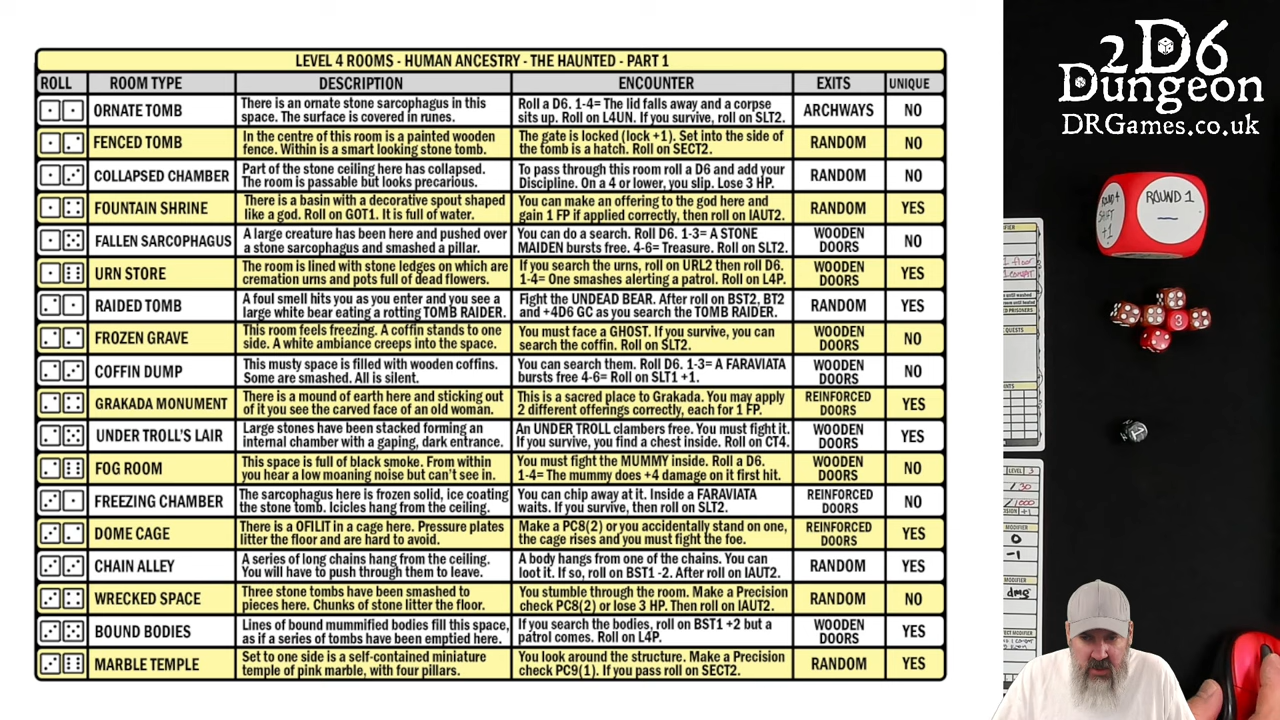 LEVEL 4 ROOMS - HUMAN ANCESTRY - THE HAUNTED - PART 1
ROLL ROOM TYPE DESCRIPTION ENCOUNTER EXITS UNIQUE
ORNATE TOMB
There is an ornate stone sarcophagus in this
space. The surface is covered in runes.
Roll a D6. 1-4= The lid falls away and a corpse
sits up. Roll on L4UN. If you survive, roll on SLT2.
ARCHWAYS
NO
FENCED TOMB
In the centre of this room is a painted wooden
fence. Within is a smart looking stone tomb.
The gate is locked (lock +1). Set into the side of
the tomb is a hatch. Roll on SECT2.
RANDOM
NO
COLLAPSED CHAMBER
Part of the stone ceiling here has collapsed.
The room is passable but looks precarious.
To pass through this room roll a D6 and add your
Discipline. On a 4 or lower, you slip. Lose 3 HP.
RANDOM
NO
FOUNTAIN SHRINE
There is a basin with a decorative spout shaped
like a god. Roll on GOT1. It is full of water.
You can make an offering to the god here and
gain 1 FP if applied correctly, then roll on IAUT2.
RANDOM
YES
FALLEN SARCOPHAGUS
A large creature has been here and pushed over
a stone sarcophagus and smashed a pillar.
You can do a search. Roll D6. 1-3= A STONE
MAIDEN bursts free. 4-6= Treasure. Roll on SLT2.
WOODEN
DOORS
NO
URN STORE
The room is lined with stone ledges on which are
cremation urns and pots full of dead flowers.
If you search the urns, roll on URL2 then roll D6.
1-4= One smashes alerting a patrol. Roll on L4P.
WOODEN
DOORS
YES
RAIDED TOMB
A foul smell hits you as you enter and you see a
large white bear eating a rotting TOMB RAIDER.
Fight the UNDEAD BEAR. After roll on BST2, BT2
and +4D6 GC as you search the TOMB RAIDER.
RANDOM
YES
FROZEN GRAVE
This room feels freezing. A coffin stands to one
side. A white ambiance creeps into the space.
You must face a GHOST. If you survive, you can
search the coffin. Roll on SLT2.
WOODEN
DOORS
NO
COFFIN DUMP
This musty space is filled with wooden coffins.
Some are smashed. All is silent.
You can search them. Roll D6. 1-3= A FARAVIATA
bursts free 4-6= Roll on SLT1 +1.
WOODEN
DOORS
NO
GRAKADA MONUMENT
There is a mound of earth here and sticking out
of it you see the carved face of an old woman.
This is a sacred place to Grakada. You may apply
2 different offerings correctly, each for 1 FP.
REINFORCED
DOORS
YES
UNDER TROLL'S LAIR
Large stones have been stacked forming an
internal chamber with a gaping, dark entrance.
An UNDER TROLL clambers free. You must fight it.
If you survive, you find a chest inside. Roll on CT4.
WOODEN
DOORS
YES
FOG ROOM
This space is full of black smoke. From within
you hear a low moaning noise but can't see in.
You must fight the MUMMY inside. Roll a D6.
1-4= The mummy does +4 damage on it first hit.
WOODEN
DOORS
NO
FREEZING CHAMBER
The sarcophagus here is frozen solid, ice coating
the stone and icicles hang from the ceiling.
You can chip away at it. Inside a FARAVIATA
waits. If you survive, then roll on SLT2.
REINFORCED
DOORS
NO
DOME CAGE
There is a OFILIT in a cage here. Pressure plates
litter the floor and are hard to avoid.
Make a PC8(2) or you accidentally stand on one,
the cage rises and you must fight the foe.
REINFORCED
DOORS
YES
CHAIN ALLEY
A series of long chains hang from the ceiling.
You will have to push through them to leave.
A body hangs from one of the chains. You can
loot it. If so, roll on BST1 -2. After roll on IAUT2.
RANDOM
YES
WRECKED SPACE
Three stone tombs have been smashed to
pieces here. Chunks of stone litter the floor.
You stumble through the room. Make a Precision
check PC8(2) or lose 3 HP. Then roll on IAUT2.
RANDOM
NO
BOUND BODIES
Lines of bound mummified bodies fill this space,
as if a series of tombs have been emptied here.
If you search the bodies, roll on BST1 +2 but a
patrol comes. Roll on L4P.
WOODEN
DOORS
YES
MARBLE TEMPLE
Set to one side is a self-contained miniature
temple of pink marble, with four pillars.
You look around the structure. Make a Precision
check PC9(1). If you pass roll on SECT2.
RANDOM
YES
2D6
Dungeon
DRGames.co.uk
ROUND 1
SHIFT
+1
3
QUESTS
LEVEL 3
/ 30
/ 1000
+1
MODIFIER
0
-1
MODIFIER
dmg